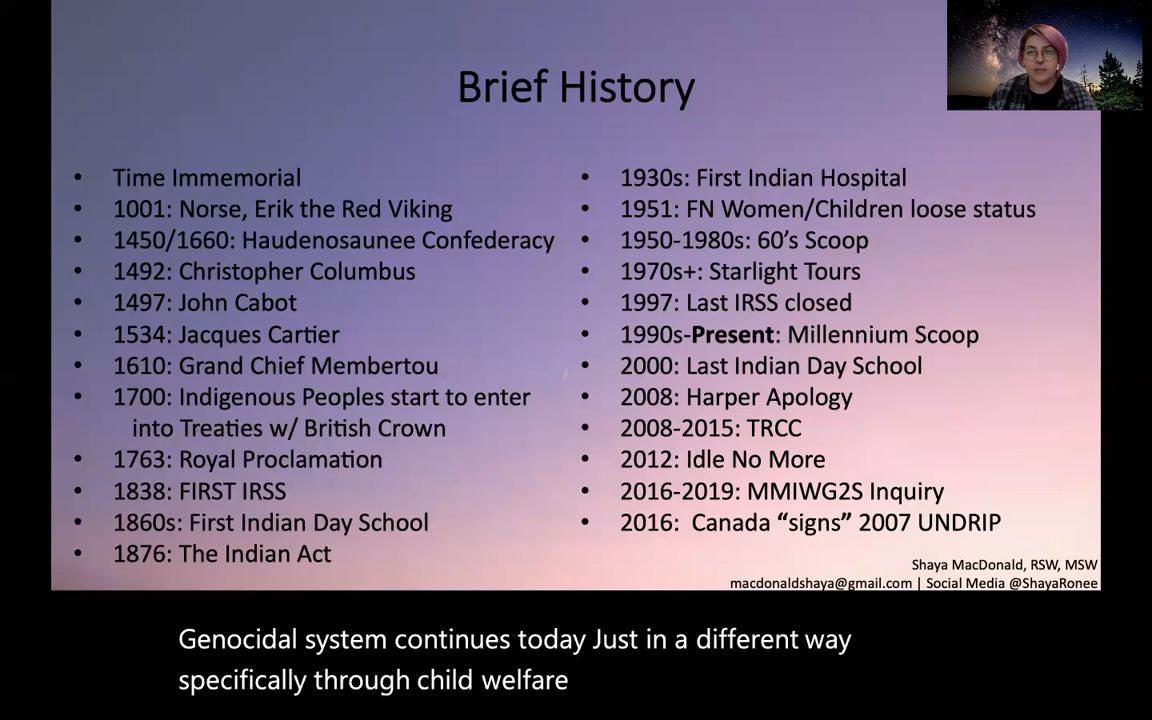 Brief History
• Time Immemorial
• 1001: Norse, Erik the Red Viking
• 1450/1660: Haudenosaunee Confederacy
• 1492: Christopher Columbus
• 1497: John Cabot
• 1534: Jacques Cartier
• 1610: Grand Chief Membertou
• 1700: Indigenous Peoples start to enter
into Treaties w/ British Crown
• 1763: Royal Proclamation
• 1838: FIRST IRSS
• 1860s: First Indian Day School
• 1876: The Indian Act
• 1930s: First Indian Hospital
• 1951: FN Women/Children loose status
• 1950-1980s: 60’s Scoop
• 1970s+: Starlight Tours
• 1997: Last IRSS closed
• 1990s-Present: Millennium Scoop
• 2000: Last Indian Day School
• 2008: Harper Apology
• 2008-2015: TRCC
• 2012: Idle No More
• 2016-2019: MMIWG2S Inquiry
• 2016:  Canada “signs” 2007 UNDRIP
Shaya MacDonald, RSW, MSW
macdonaldshaya@gmail.com | Social Media @ShayaRonee
Genocidal system continues today Just in a different way
specifically through child welfare